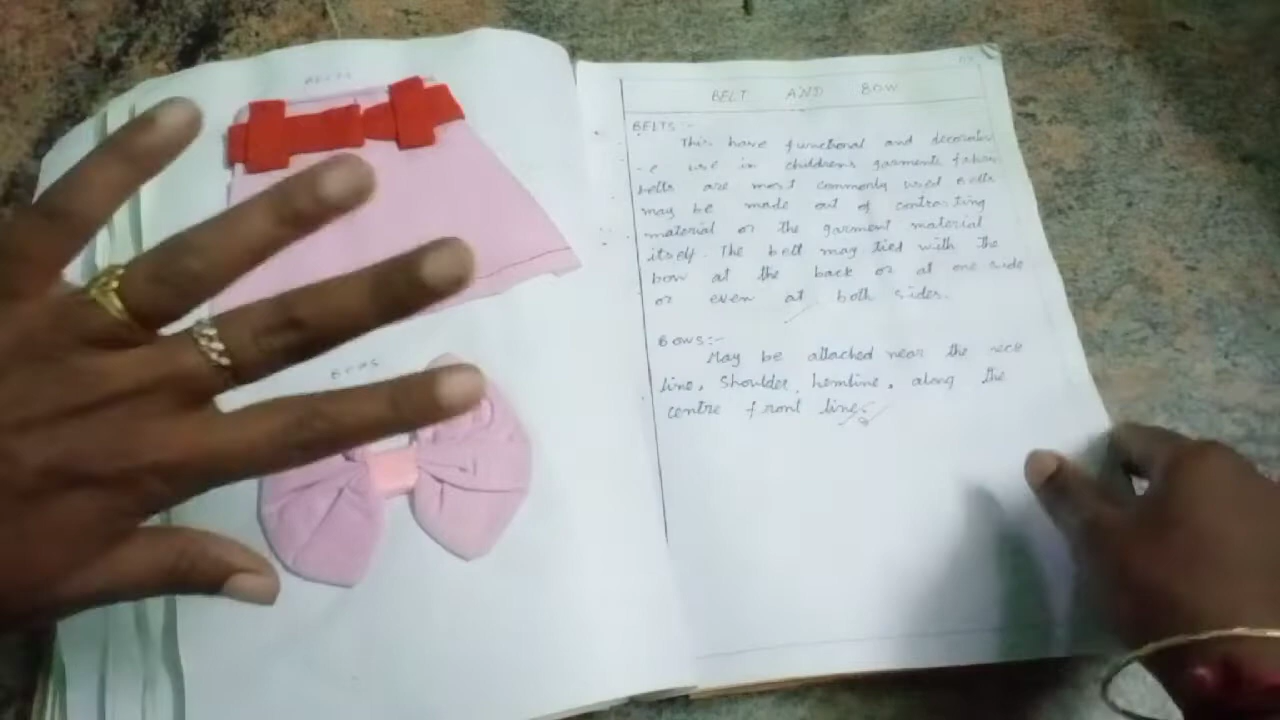 BELTS
BOWS
BELT AND BOW
BELTS :-
This have functional and decorativ
- e use in childrens garments fabric
belts are most commonly used Belts
may be made out of contrasting
material or the garment material
itself. The belt may tied with the
bow at the back or at one side
or even at both sides.
Bows :-
May be attached near the neck
line, Shoulder, hemline, along the
centre front line.